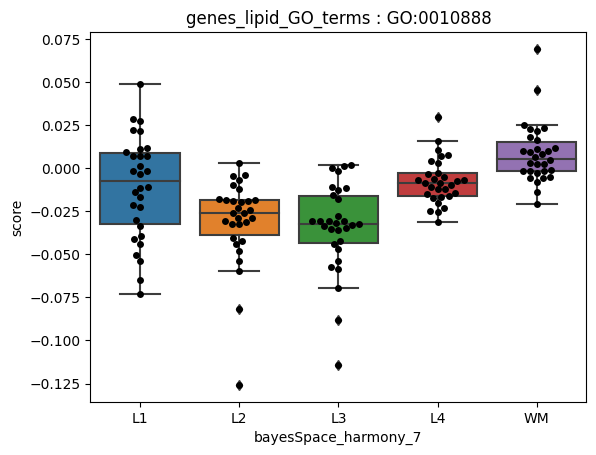 genes_lipid_GO_terms : GO:0010888
0.075
0.050
0.025
0.000
−0.025
−0.050
−0.075
−0.100
−0.125
score
L1 L2 L3 L4 WM
bayesSpace_harmony_7